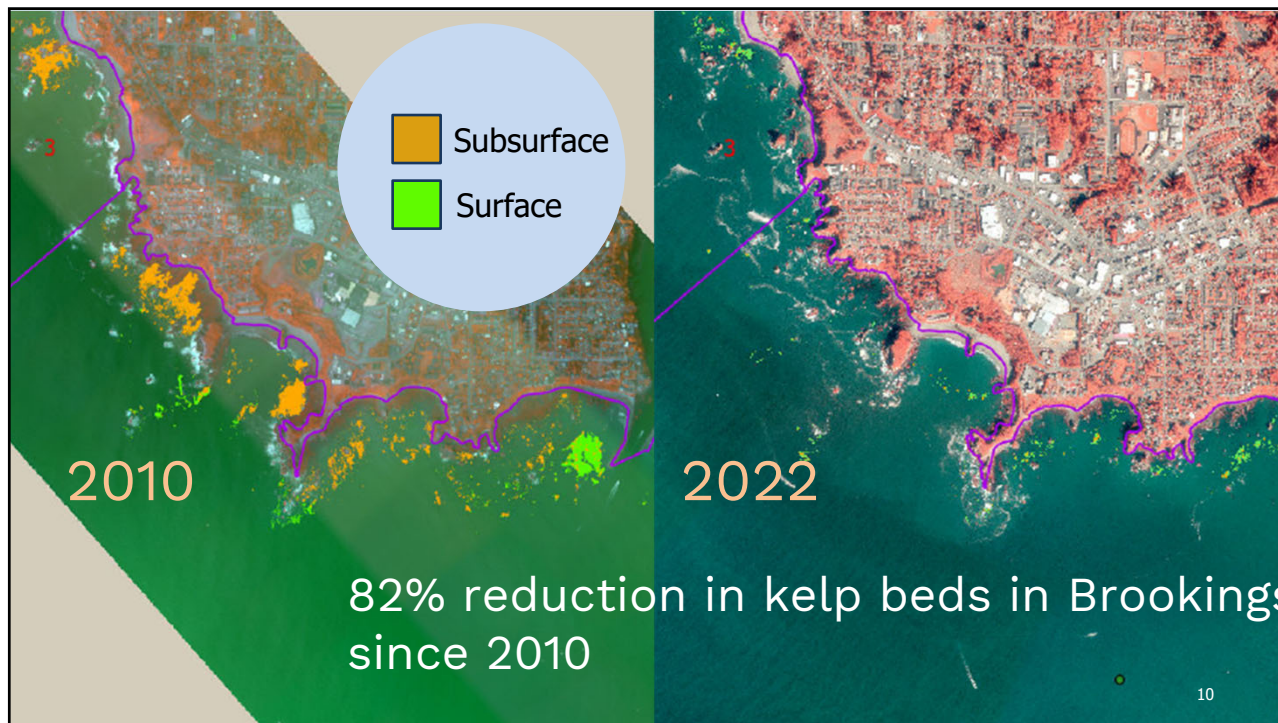 Subsurface
Surface
3
3
2010
2022
82% reduction in kelp beds in Brookings
since 2010
10